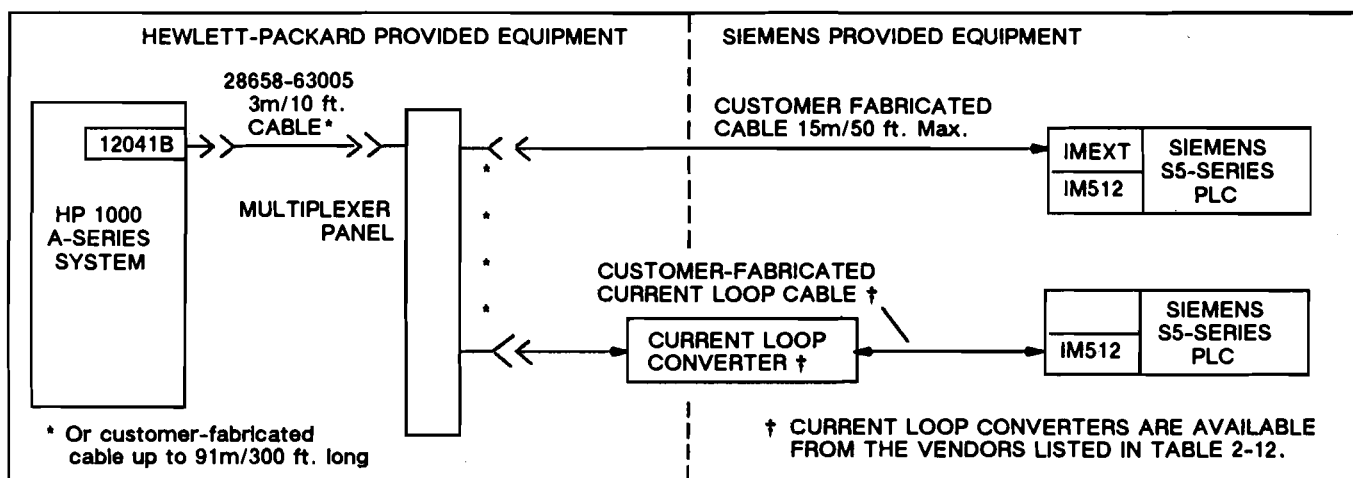 HEWLETT-PACKARD PROVIDED EQUIPMENT
SIEMENS PROVIDED EQUIPMENT
28658-63005
3m/10 ft.
CABLE*
12041B
HP 1000
A-SERIES
SYSTEM
MULTIPLEXER
PANEL
*
*
*
*
CUSTOMER FABRICATED
CABLE 15m/50 ft. Max.
IMEXT
IM512
SIEMENS
S5-SERIES
PLC
CUSTOMER-FABRICATED
CURRENT LOOP CABLE †
CURRENT LOOP
CONVERTER †
IM512
SIEMENS
S5-SERIES
PLC
* Or customer-fabricated
cable up to 91m/300 ft. long
† CURRENT LOOP CONVERTERS ARE AVAILABLE
FROM THE VENDORS LISTED IN TABLE 2-12.